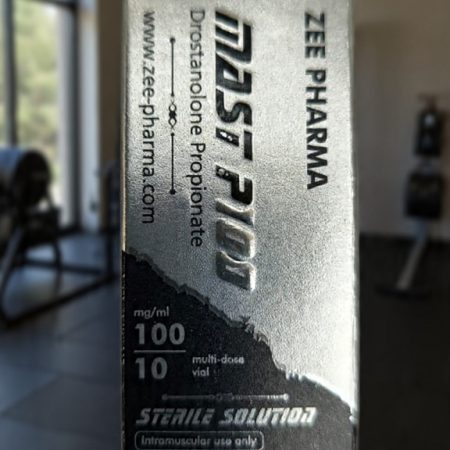 ZEE PHARMA
MAST P100
Drostanolone Propionate
www.zee-pharma.com
mg/ml
100
10
multi-dose
vial
STERILE SOLUTION
Intramuscular use only